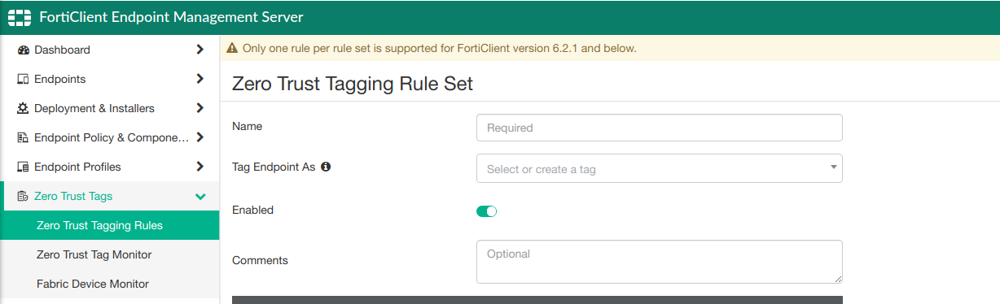 FortiClient Endpoint Management Server
Dashboard
Endpoints
Deployment & Installers
Endpoint Policy & Compone...
Endpoint Profiles
Zero Trust Tags
Zero Trust Tagging Rules
Zero Trust Tag Monitor
Fabric Device Monitor
Only one rule per rule set is supported for FortiClient version 6.2.1 and below.
Zero Trust Tagging Rule Set
Name Required
Tag Endpoint As Select or create a tag
Enabled
Comments Optional